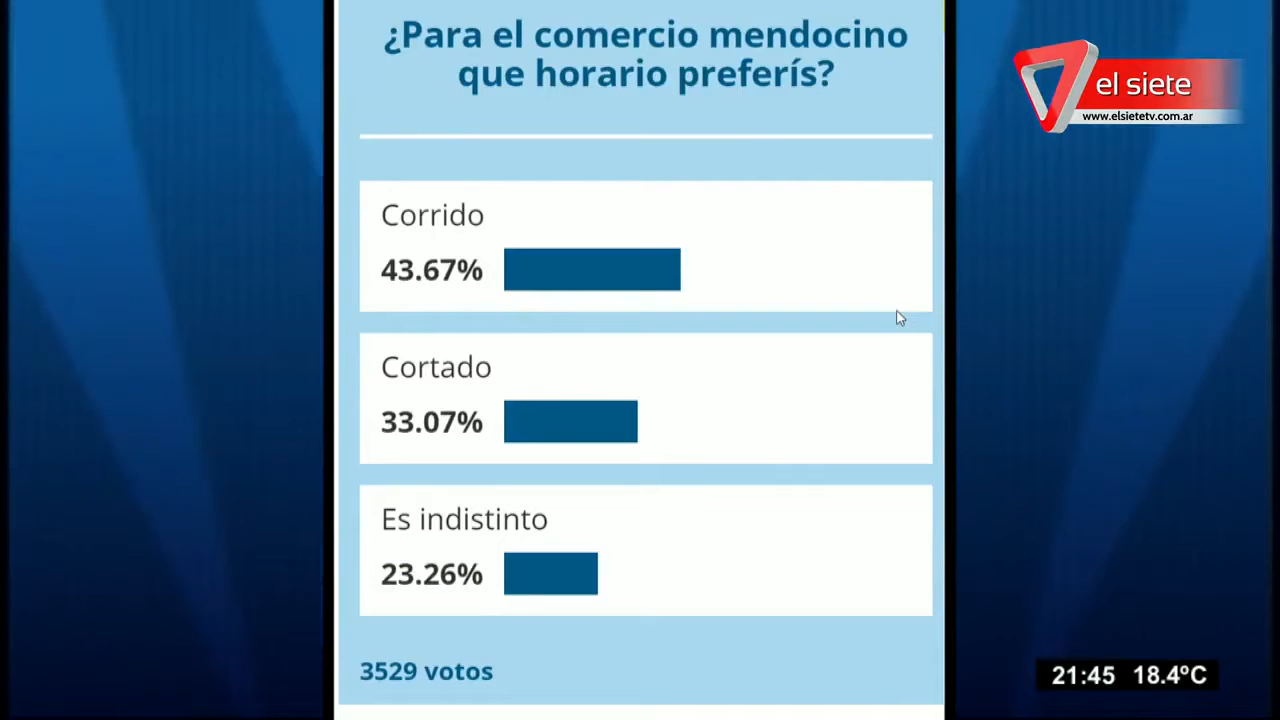 ¿Para el comercio mendocino
que horario preferís?
el siete
www.elsietetv.com.ar
Corrido
43.67%
Cortado
33.07%
Es indistinto
23.26%
3529 votos
21:45 18.4ºC